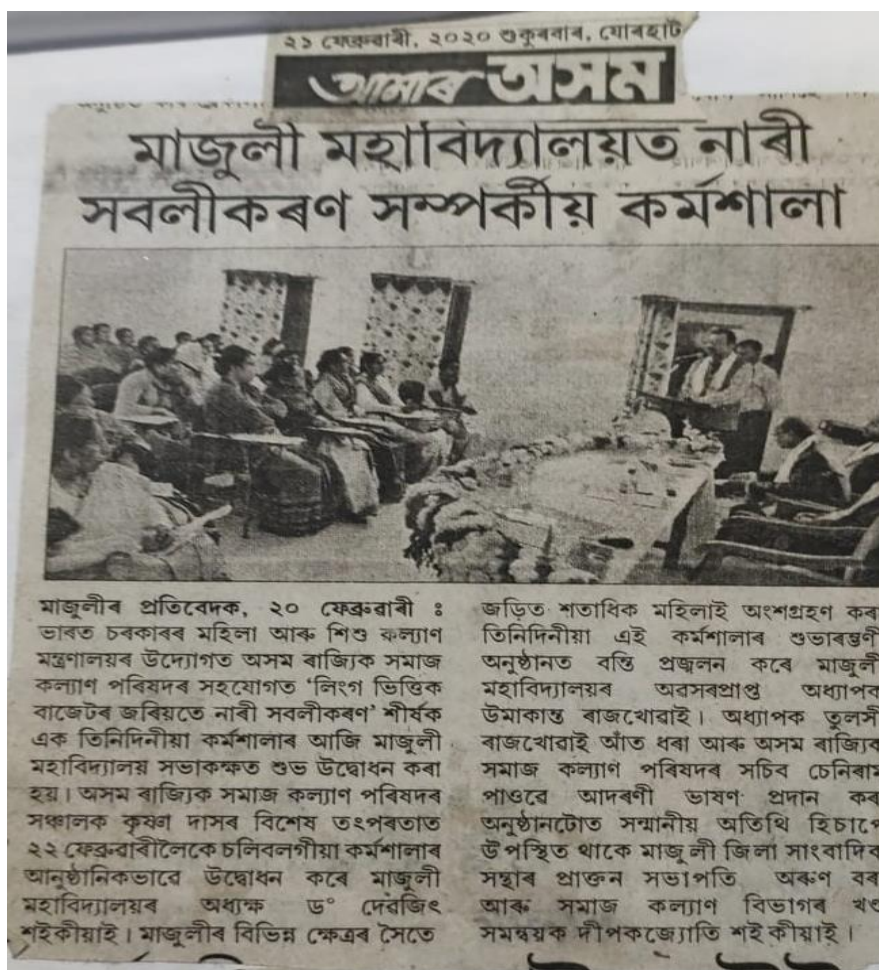 ২১ ফেব্ৰুৱাৰী, ২০২০ শুকুৰবাৰ, যোৰহাট
আমাৰ অসম
মাজুলী মহাবিদ্যালয়ত নাৰী
সবলীকৰণ সম্পৰ্কীয় কৰ্মশালা
মাজুলীৰ প্ৰতিবেদক, ২০ ফেব্ৰুৱাৰী :
ভাৰত চৰকাৰৰ মহিলা আৰু শিশু কল্যাণ
মন্ত্ৰণালয়ৰ উদ্যোগত অসম ৰাজ্যিক সমাজ
কল্যাণ পৰিষদৰ সহযোগত ‘লিংগ ভিত্তিক
বাজেটৰ জৰিয়তে নাৰী সবলীকৰণ’ শীৰ্ষক
এক তিনিদিনীয়া কৰ্মশালাৰ আজি মাজুলী
মহাবিদ্যালয় সভাকক্ষত শুভ উদ্বোধন কৰা
হয়। অসম ৰাজ্যিক সমাজ কল্যাণ পৰিষদৰ
সঞ্চালক কৃষ্ণা দাসৰ বিশেষ তৎপৰতাত
২২ ফেব্ৰুৱাৰীলৈকে চলিবলগীয়া কৰ্মশালাৰ
আনুষ্ঠানিকভাবে উদ্বোধন কৰে মাজুলী
মহাবিদ্যালয়ৰ অধ্যক্ষ ড° দেৱজিৎ
শইকীয়াই। মাজুলীৰ বিভিন্ন ক্ষেত্ৰৰ সৈতে
জড়িত শতাধিক মহিলাই অংশগ্ৰহণ কৰা
তিনিদিনীয়া এই কৰ্মশালাৰ শুভাৰম্ভণী
অনুষ্ঠানত বন্তি প্ৰজ্বলন কৰে মাজুলী
মহাবিদ্যালয়ৰ অৱসৰপ্ৰাপ্ত অধ্যাপক
উমাকান্ত ৰাজখোৱাই। অধ্যাপক তুলসী
ৰাজখোৱাই আঁত ধৰা আৰু অসম ৰাজ্যিক
সমাজ কল্যাণ পৰিষদৰ সচিব চেনিৰাম
পাওৱে আদৰণী ভাষণ প্ৰদান কৰা
অনুষ্ঠানটোত সন্মানীয় অতিথি হিচাপে
উপস্থিত থাকে মাজুলী জিলা সাংবাদিক
সন্থাৰ প্ৰাক্তন সভাপতি অৰুণ বৰা
আৰু সমাজ কল্যাণ বিভাগৰ খণ্ড
সমন্বয়ক দীপকজ্যোতি শইকীয়াই।